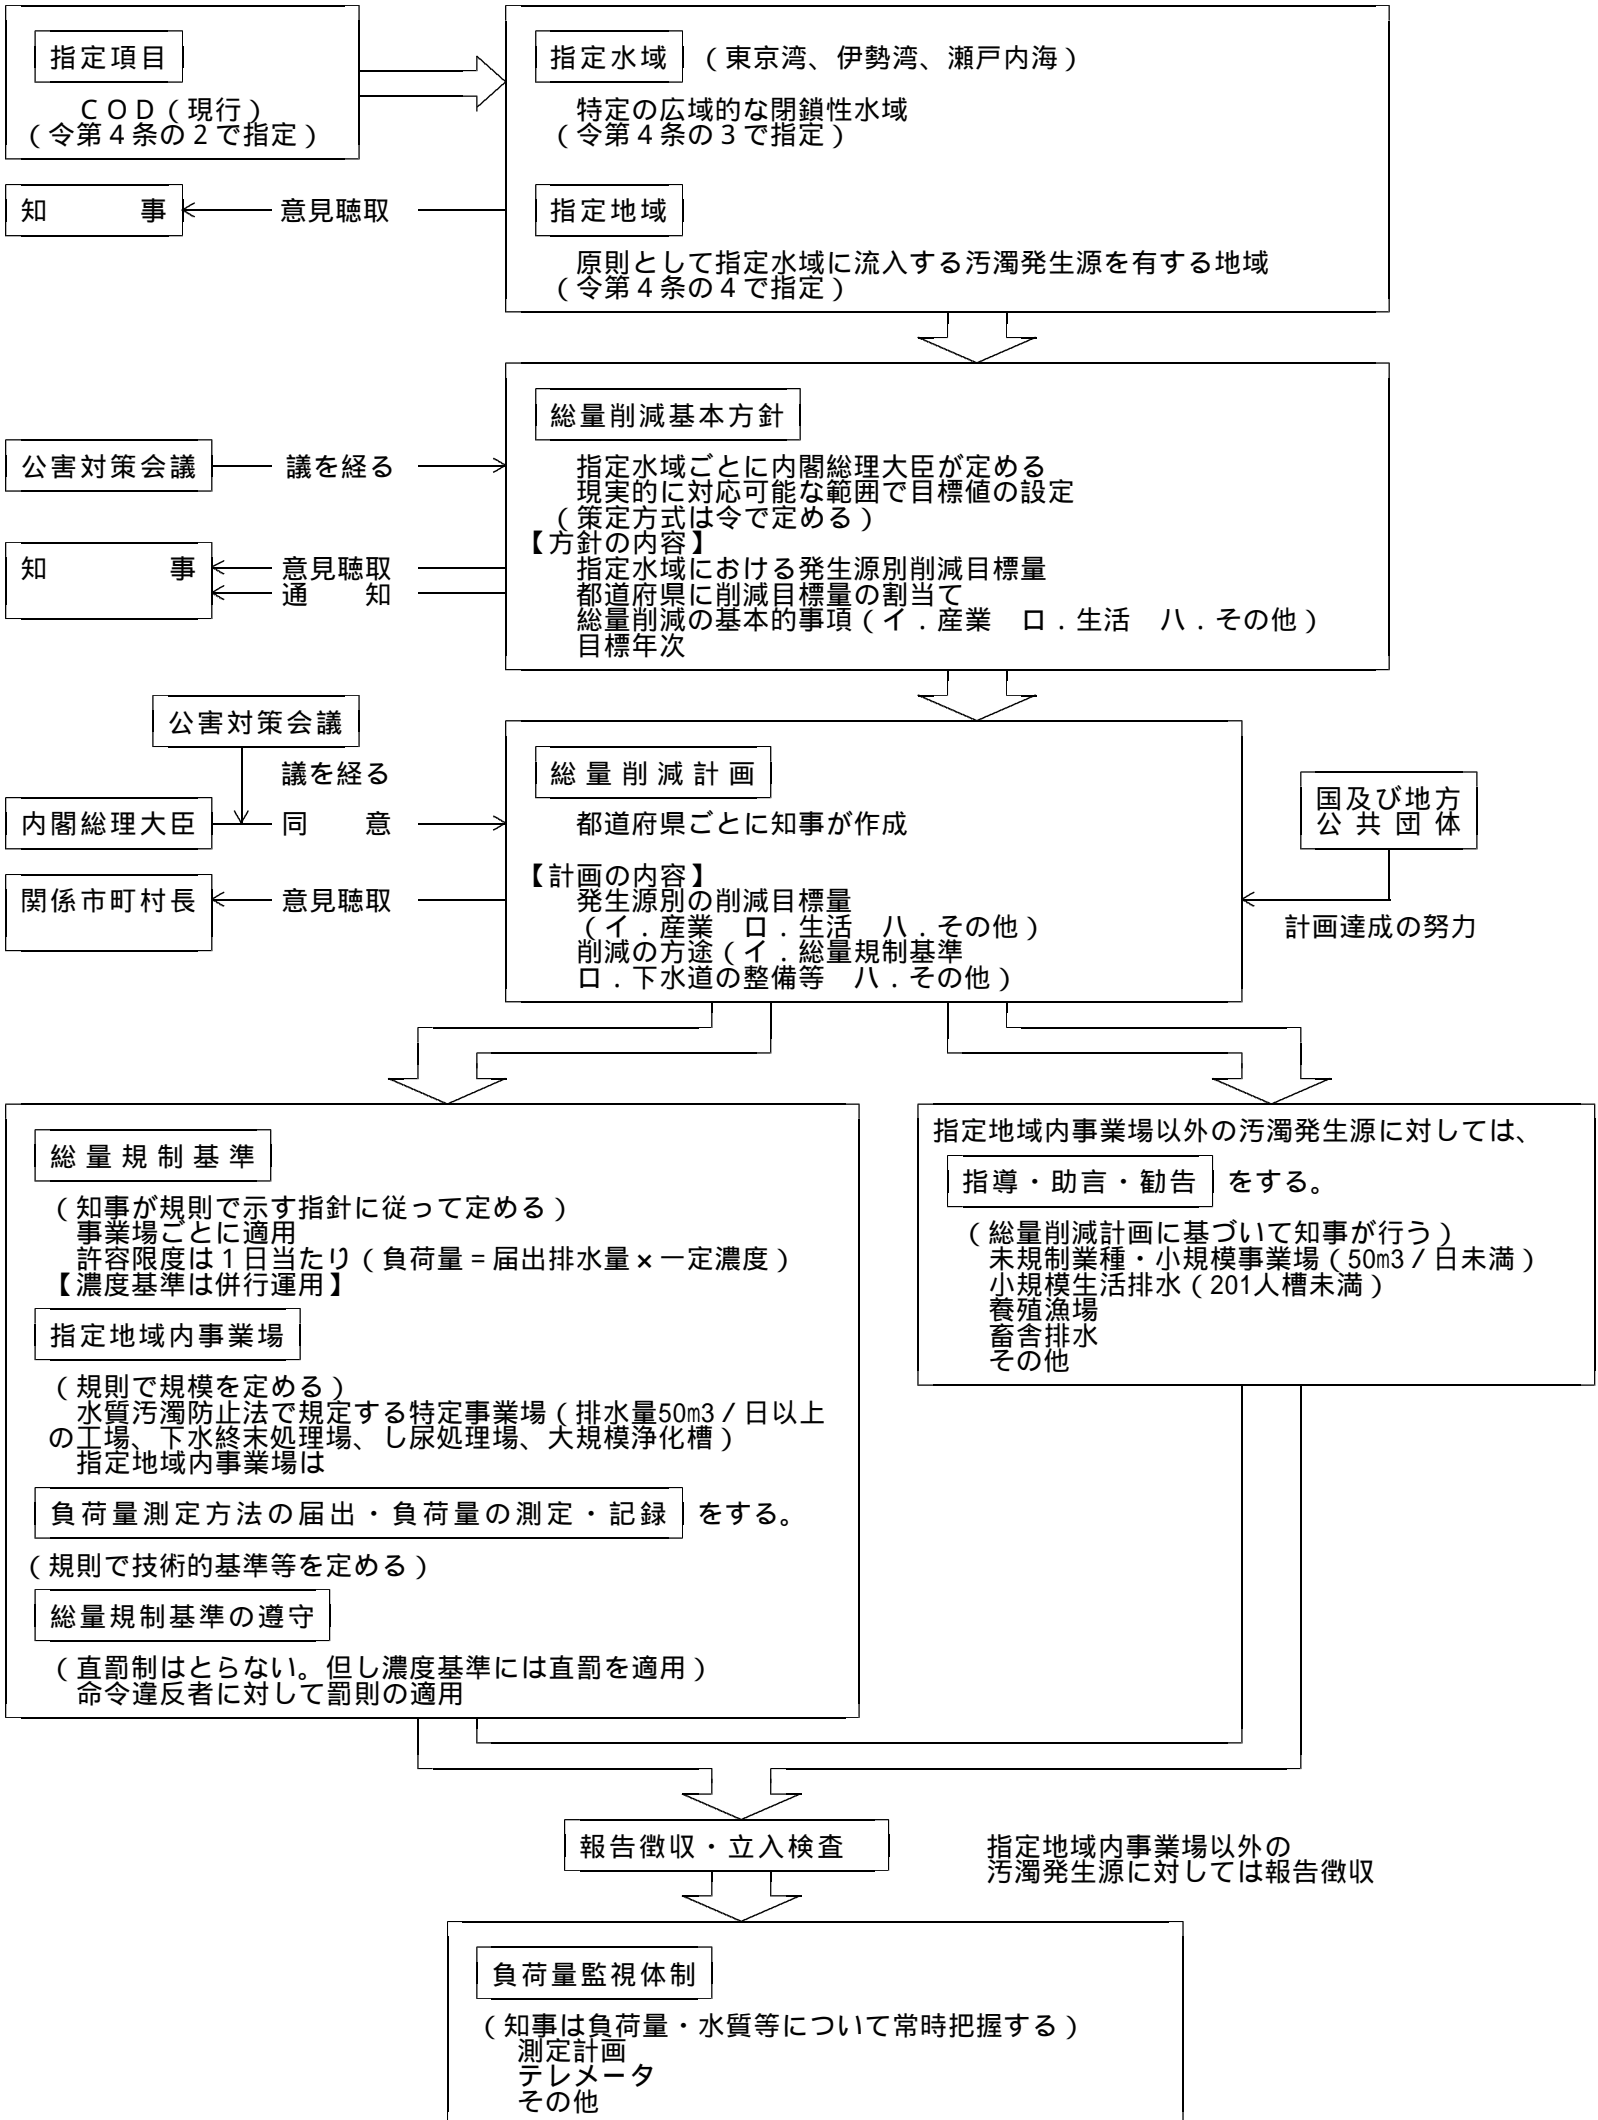 指定項目
ＣＯＤ（現行）
（令第４条の２で指定）
指定水域（東京湾、伊勢湾、瀬戸内海）
特定の広域的な閉鎖性水域
（令第４条の３で指定）
知　事
意見聴取
指定地域
原則として指定水域に流入する汚濁発生源を有する地域
（令第４条の４で指定）
総量削減基本方針
公害対策会議
議を経る
指定水域ごとに内閣総理大臣が定める
現実的に対応可能な範囲で目標値の設定
（策定方式は令で定める）
【方針の内容】
知　事
意見聴取
通　知
指定水域における発生源別削減目標量
都道府県に削減目標量の割当て
総量削減の基本的事項（イ．産業　ロ．生活　ハ．その他）
目標年次
公害対策会議
議を経る
内閣総理大臣
同　意
総量削減計画
都道府県ごとに知事が作成
国及び地方
公共団体
計画達成の努力
関係市町村長
意見聴取
【計画の内容】
発生源別の削減目標量
（イ．産業　ロ．生活　ハ．その他）
削減の方途（イ．総量規制基準
ロ．下水道の整備等　ハ．その他）
総量規制基準
（知事が規則で示す指針に従って定める）
事業場ごとに適用
許容限度は１日当たり（負荷量＝届出排水量×一定濃度）
【濃度基準は併行運用】
指定地域内事業場
（規則で規模を定める）
水質汚濁防止法で規定する特定事業場（排水量50m3／日以上
の工場、下水終末処理場、し尿処理場、大規模浄化槽）
指定地域内事業場は
負荷量測定方法の届出・負荷量の測定・記録をする。
（規則で技術的基準等を定める）
総量規制基準の遵守
（直罰制はとらない。但し濃度基準には直罰を適用）
命令違反者に対して罰則の適用
指定地域内事業場以外の汚濁発生源に対しては、
指導・助言・勧告をする。
（総量削減計画に基づいて知事が行う）
未規制業種・小規模事業場（50m3／日未満）
小規模生活排水（201人槽未満）
養殖漁場
畜舎排水
その他
報告徴収・立入検査
指定地域内事業場以外の
汚濁発生源に対しては報告徴収
負荷量監視体制
（知事は負荷量・水質等について常時把握する）
測定計画
テレメータ
その他